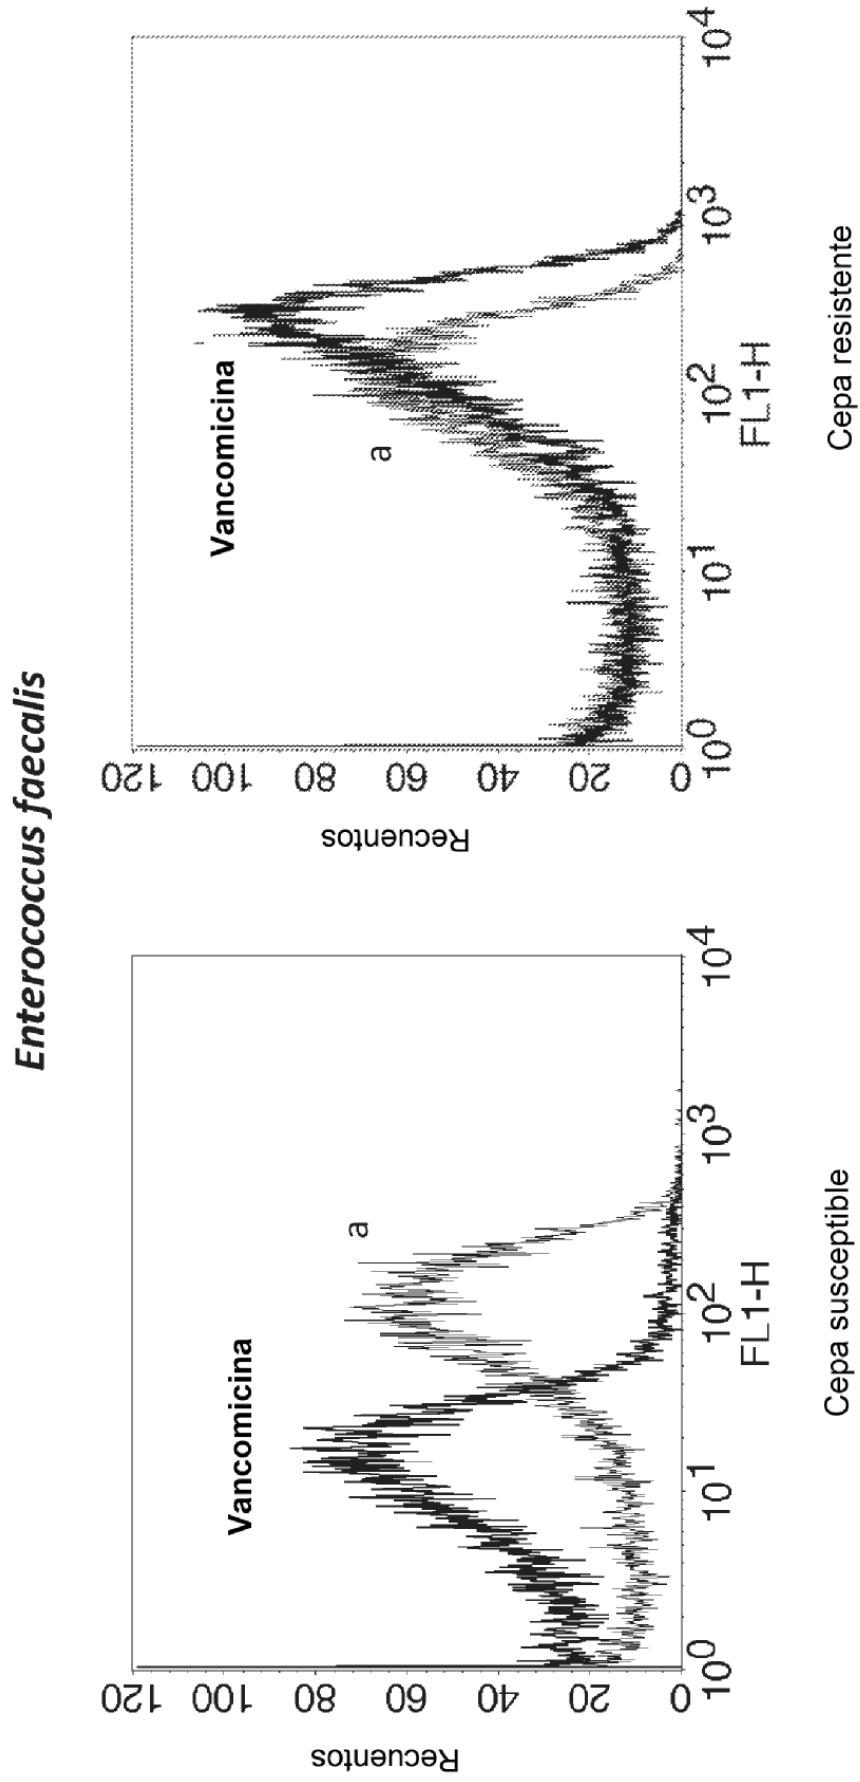 Enterococcus faecalis
Recuentos
120
100
80
60
40
20
0
Vancomicina
a
10^0
10^1
10^2
10^3
10^4
FL1-H
Cepa susceptible
Recuentos
120
100
80
60
40
20
0
Vancomicina
a
10^0
10^1
10^2
10^3
10^4
FL1-H
Cepa resistente